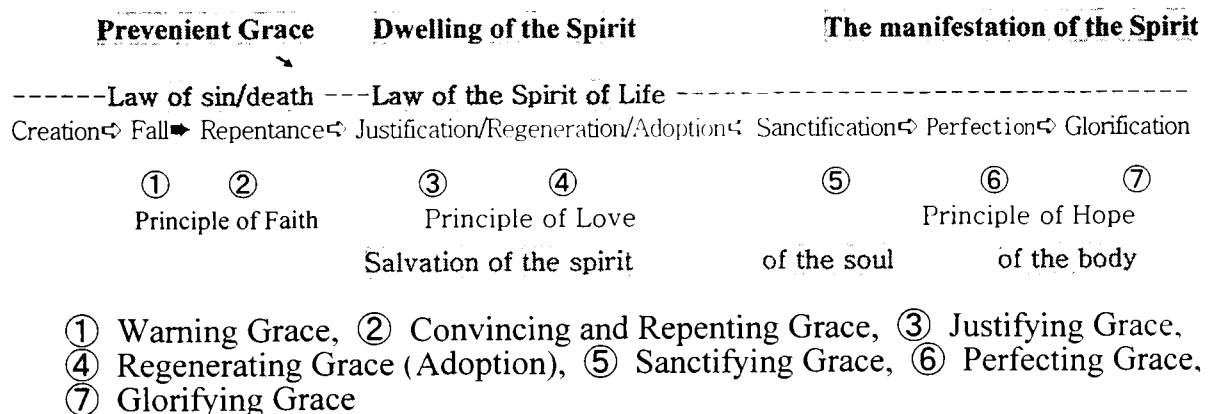 Prevenient Grace Dwelling of the Spirit The manifestation of the Spirit
------Law of sin/death ---Law of the Spirit of Life ------------------------------
Creation⇨ Fall➡ Repentance⇨ Justification/Regeneration/Adoption⇨ Sanctification⇨ Perfection⇨ Glorification
① ② ③ ④ ⑤ ⑥ ⑦
Principle of Faith Principle of Love Principle of Hope
Salvation of the spirit of the soul of the body
① Warning Grace, ② Convincing and Repenting Grace, ③ Justifying Grace,
④ Regenerating Grace (Adoption), ⑤ Sanctifying Grace, ⑥ Perfecting Grace,
⑦ Glorifying Grace